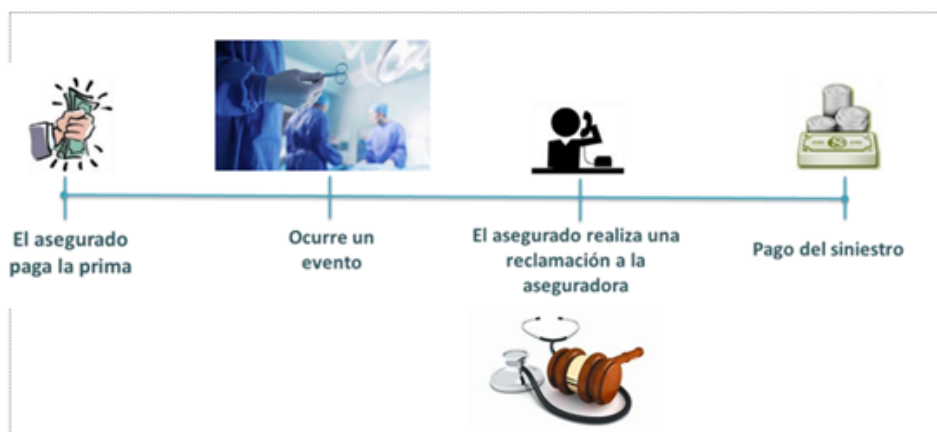 El asegurado
paga la prima
Ocurre un
evento
El asegurado realiza una
reclamación a la
aseguradora
Pago del siniestro